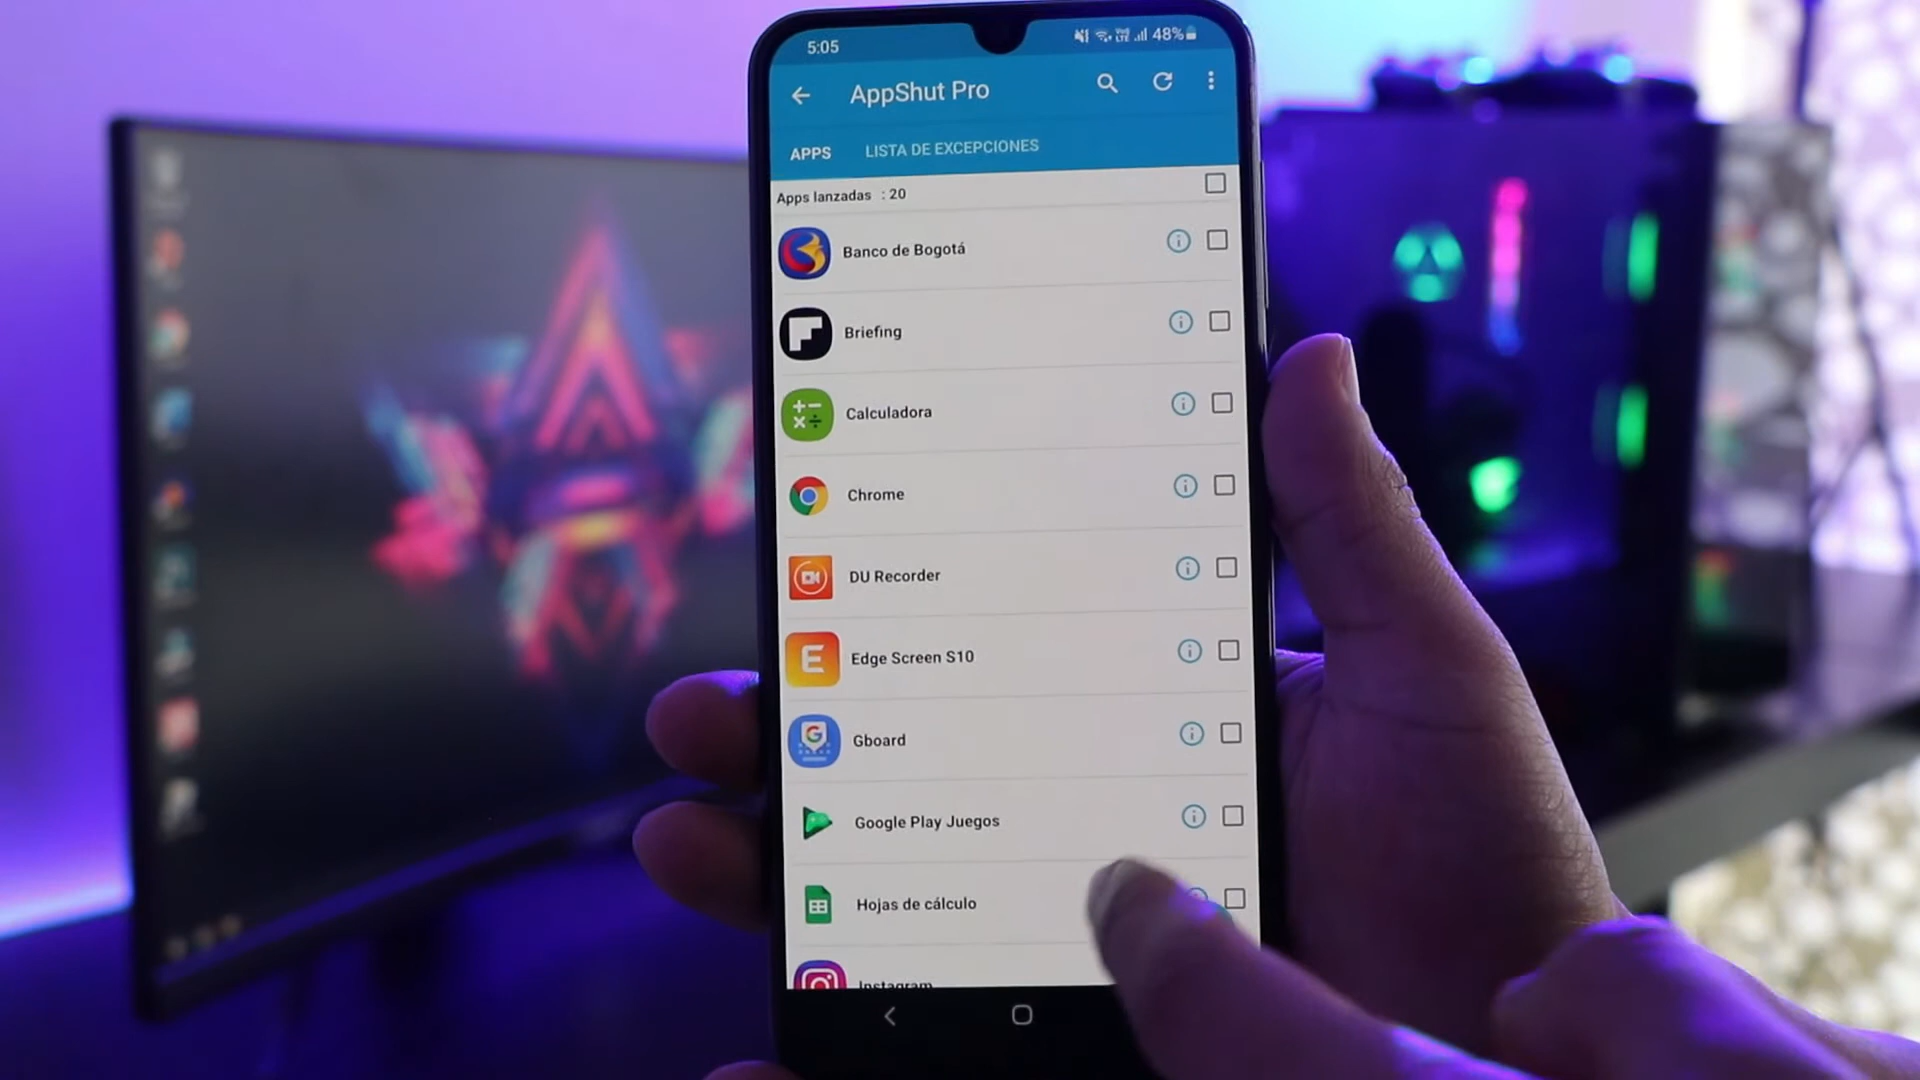 5:05
48%
AppShut Pro
APPS
LISTA DE EXCEPCIONES
Apps lanzadas : 20
Banco de Bogotá
Briefing
Calculadora
Chrome
DU Recorder
E
Edge Screen S10
G
Gboard
Google Play Juegos
Hojas de cálculo
Instagram